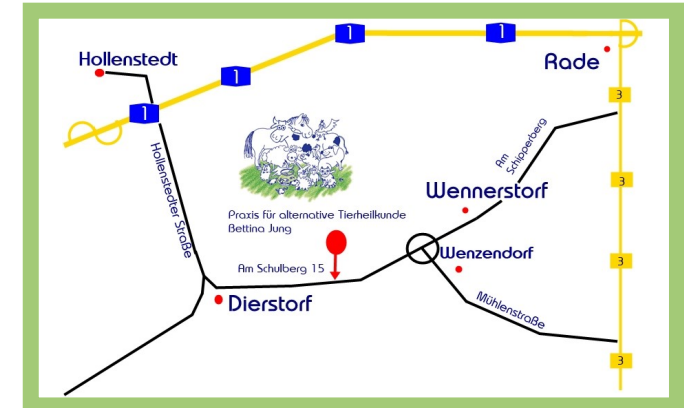 1
1
Hollenstedt
Rade
1
3
1
Am
Schipperberg
Hollenstedter Straße
3
Wennerstorf
Praxis für alternative Tierheilkunde
Bettina Jung
Wenzendorf
3
Am Schulberg 15
Dierstorf
Mühlenstraße
3